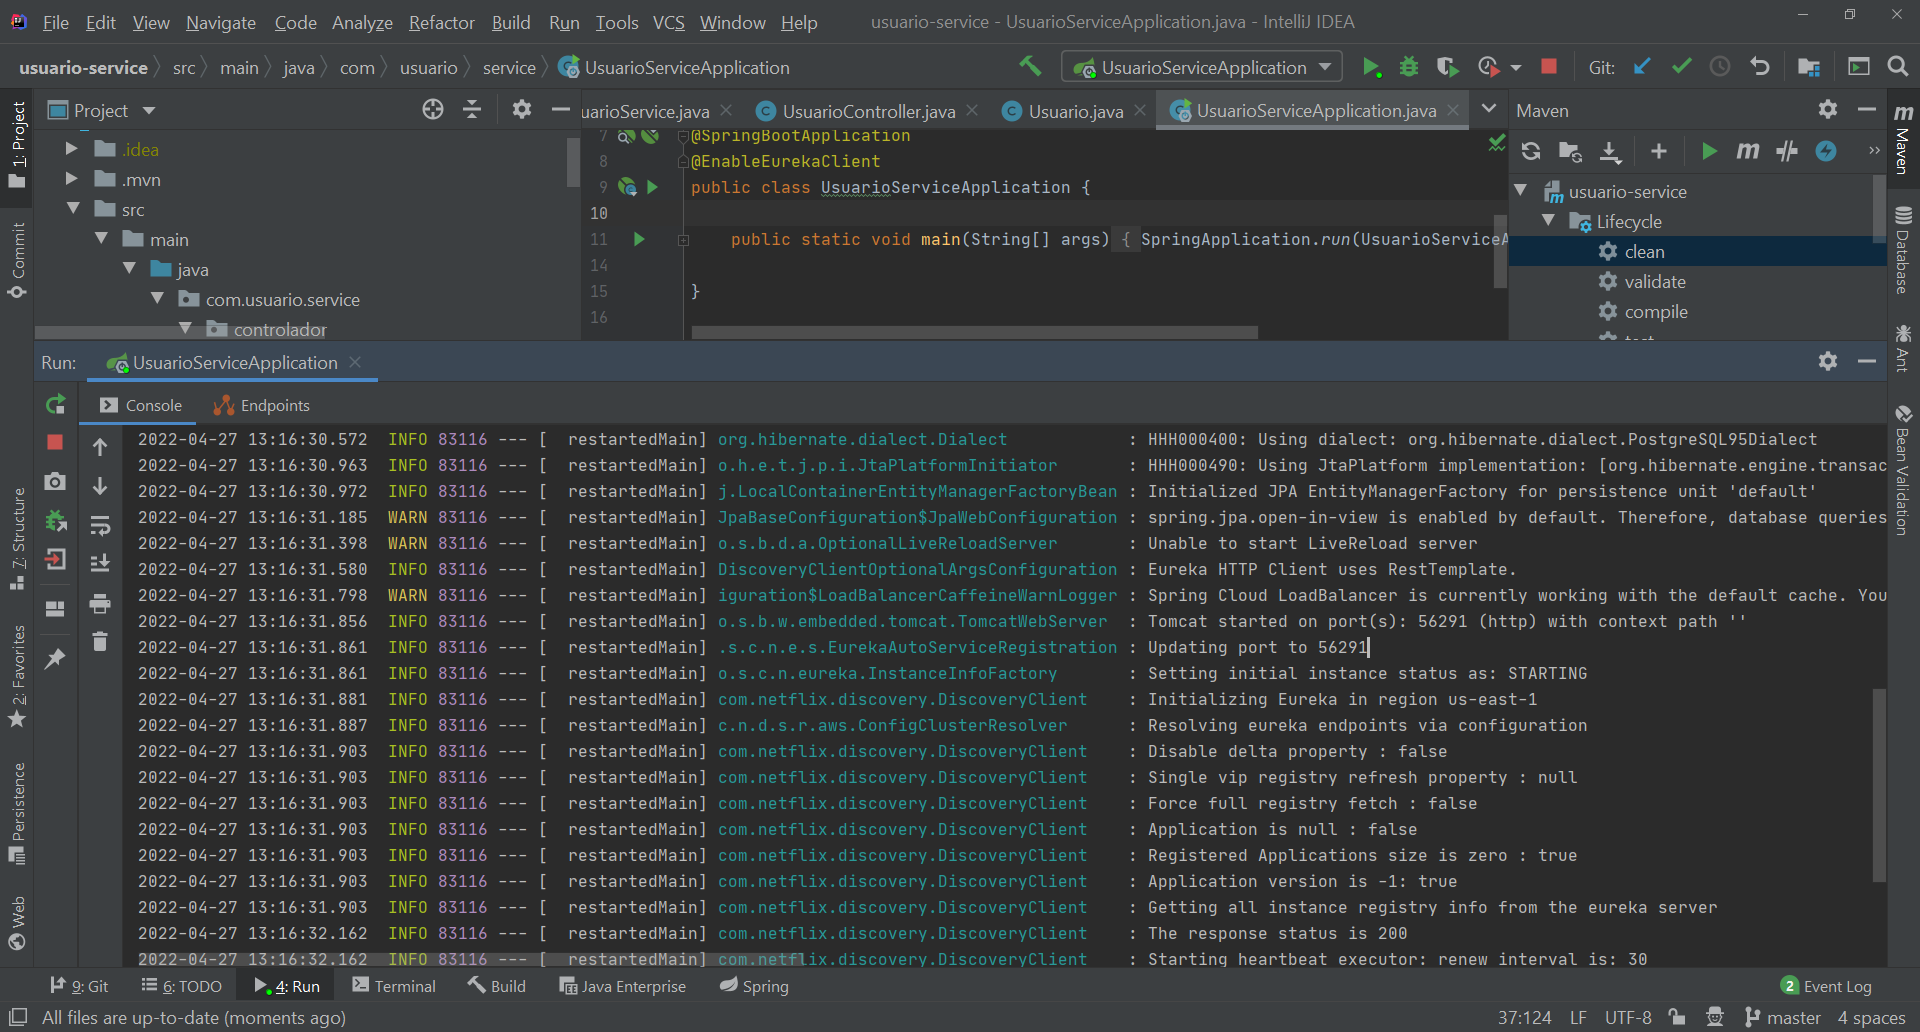 File Edit View Navigate Code Analyze Refactor Build Run Tools VCS Window Help usuario-service - UsuarioServiceApplication.java - IntelliJ IDEA
usuario-service src main java com usuario service UsuarioServiceApplication UsuarioServiceApplication Git:
1: Project
Commit
7: Structure
2: Favorites
Persistence
Web
Project
.idea
.mvn
src
main
java
com.usuario.service
controlador
uarioService.java UsuarioController.java Usuario.java UsuarioServiceApplication.java
7 @SpringBootApplication
8 @EnableEurekaClient
9 public class UsuarioServiceApplication {
10
11 public static void main(String[] args) { SpringApplication.run(UsuarioServiceA
14
15 }
16
Maven
usuario-service
Lifecycle
clean
validate
compile
test
Maven
Database
Ant
Bean Validation
Run: UsuarioServiceApplication
Console Endpoints
2022-04-27 13:16:30.572 INFO 83116 --- [ restartedMain] org.hibernate.dialect.Dialect : HHH000400: Using dialect: org.hibernate.dialect.PostgreSQL95Dialect
2022-04-27 13:16:30.963 INFO 83116 --- [ restartedMain] o.h.e.t.j.p.i.JtaPlatformInitiator : HHH000490: Using JtaPlatform implementation: [org.hibernate.engine.transac
2022-04-27 13:16:30.972 INFO 83116 --- [ restartedMain] j.LocalContainerEntityManagerFactoryBean : Initialized JPA EntityManagerFactory for persistence unit 'default'
2022-04-27 13:16:31.185 WARN 83116 --- [ restartedMain] JpaBaseConfiguration$JpaWebConfiguration : spring.jpa.open-in-view is enabled by default. Therefore, database queries
2022-04-27 13:16:31.398 WARN 83116 --- [ restartedMain] o.s.b.d.a.OptionalLiveReloadServer : Unable to start LiveReload server
2022-04-27 13:16:31.580 INFO 83116 --- [ restartedMain] DiscoveryClientOptionalArgsConfiguration : Eureka HTTP Client uses RestTemplate.
2022-04-27 13:16:31.798 WARN 83116 --- [ restartedMain] iguration$LoadBalancerCaffeineWarnLogger : Spring Cloud LoadBalancer is currently working with the default cache. You
2022-04-27 13:16:31.856 INFO 83116 --- [ restartedMain] o.s.b.w.embedded.tomcat.TomcatWebServer : Tomcat started on port(s): 56291 (http) with context path ''
2022-04-27 13:16:31.861 INFO 83116 --- [ restartedMain] .s.c.n.e.s.EurekaAutoServiceRegistration : Updating port to 56291
2022-04-27 13:16:31.861 INFO 83116 --- [ restartedMain] o.s.c.n.eureka.InstanceInfoFactory : Setting initial instance status as: STARTING
2022-04-27 13:16:31.881 INFO 83116 --- [ restartedMain] com.netflix.discovery.DiscoveryClient : Initializing Eureka in region us-east-1
2022-04-27 13:16:31.887 INFO 83116 --- [ restartedMain] c.n.d.s.r.aws.ConfigClusterResolver : Resolving eureka endpoints via configuration
2022-04-27 13:16:31.903 INFO 83116 --- [ restartedMain] com.netflix.discovery.DiscoveryClient : Disable delta property : false
2022-04-27 13:16:31.903 INFO 83116 --- [ restartedMain] com.netflix.discovery.DiscoveryClient : Single vip registry refresh property : null
2022-04-27 13:16:31.903 INFO 83116 --- [ restartedMain] com.netflix.discovery.DiscoveryClient : Force full registry fetch : false
2022-04-27 13:16:31.903 INFO 83116 --- [ restartedMain] com.netflix.discovery.DiscoveryClient : Application is null : false
2022-04-27 13:16:31.903 INFO 83116 --- [ restartedMain] com.netflix.discovery.DiscoveryClient : Registered Applications size is zero : true
2022-04-27 13:16:31.903 INFO 83116 --- [ restartedMain] com.netflix.discovery.DiscoveryClient : Application version is -1: true
2022-04-27 13:16:31.903 INFO 83116 --- [ restartedMain] com.netflix.discovery.DiscoveryClient : Getting all instance registry info from the eureka server
2022-04-27 13:16:32.162 INFO 83116 --- [ restartedMain] com.netflix.discovery.DiscoveryClient : The response status is 200
2022-04-27 13:16:32.162 INFO 83116 --- [ restartedMain] com.netflix.discovery.DiscoveryClient : Starting heartbeat executor: renew interval is: 30
9: Git 6: TODO 4: Run Terminal Build Java Enterprise Spring 2 Event Log
All files are up-to-date (moments ago) 37:124 LF UTF-8 master 4 spaces